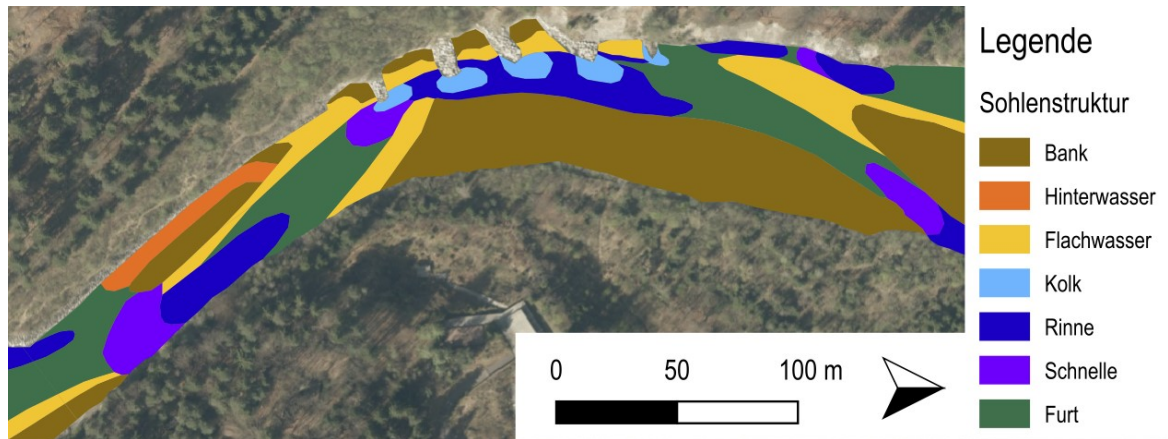 Legende
Sohlenstruktur
Bank
Hinterwasser
Flachwasser
Kolk
Rinne
Schnelle
Furt
0 50 100 m